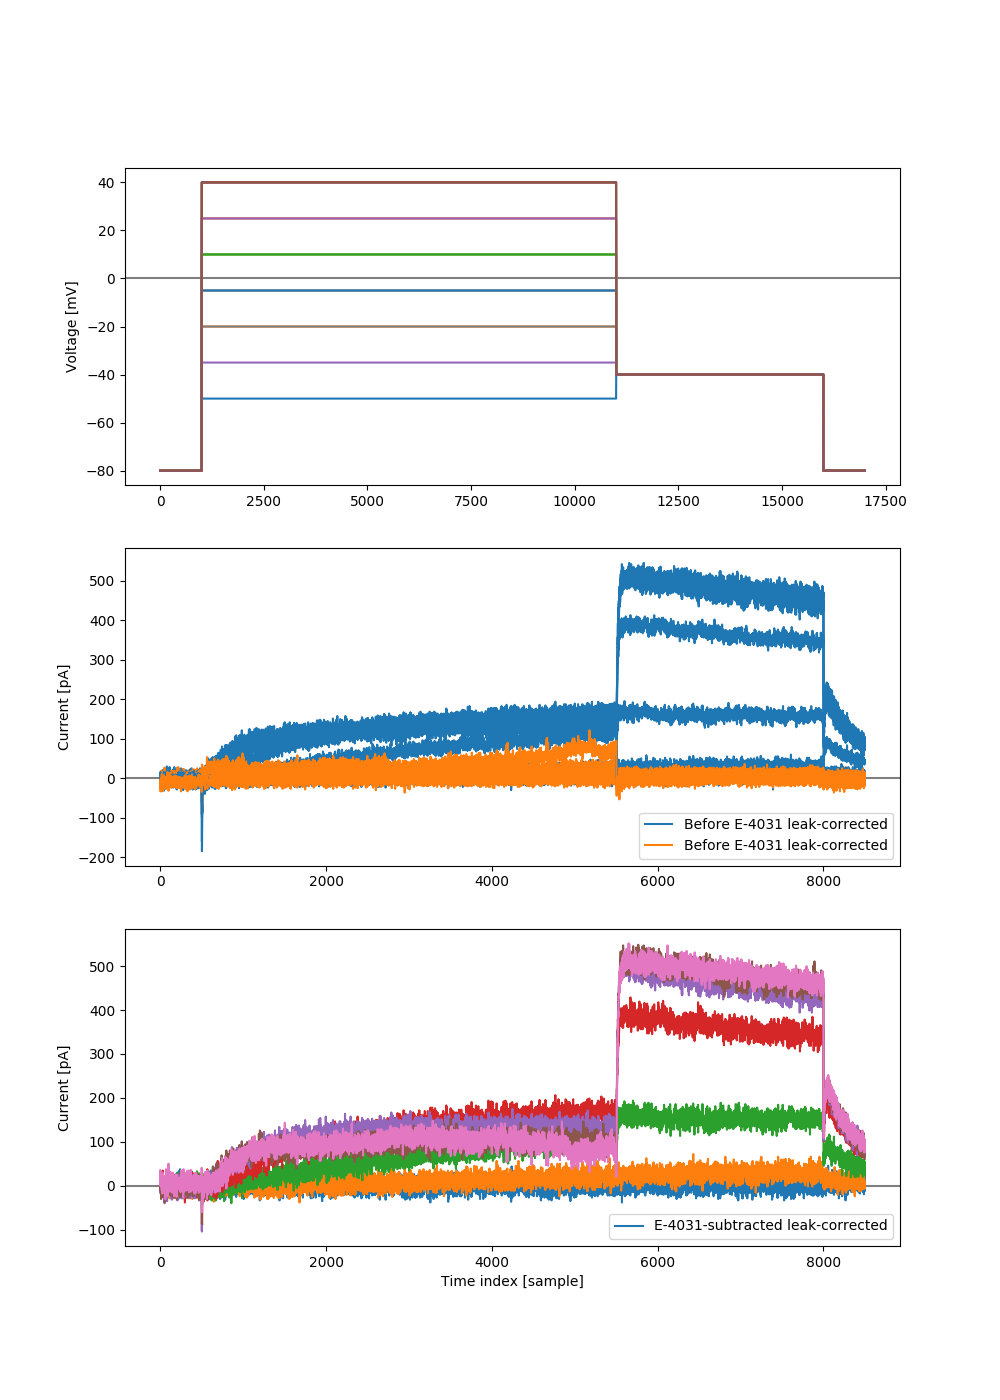 40
20
0
−20
−40
−60
−80
Voltage [mV]
0 2500 5000 7500 10000 12500 15000 17500
500
400
300
200
100
0
−100
−200
Current [pA]
Before E-4031 leak-corrected
Before E-4031 leak-corrected
0 2000 4000 6000 8000
500
400
300
200
100
0
−100
Current [pA]
E-4031-subtracted leak-corrected
0 2000 4000 6000 8000
Time index [sample]